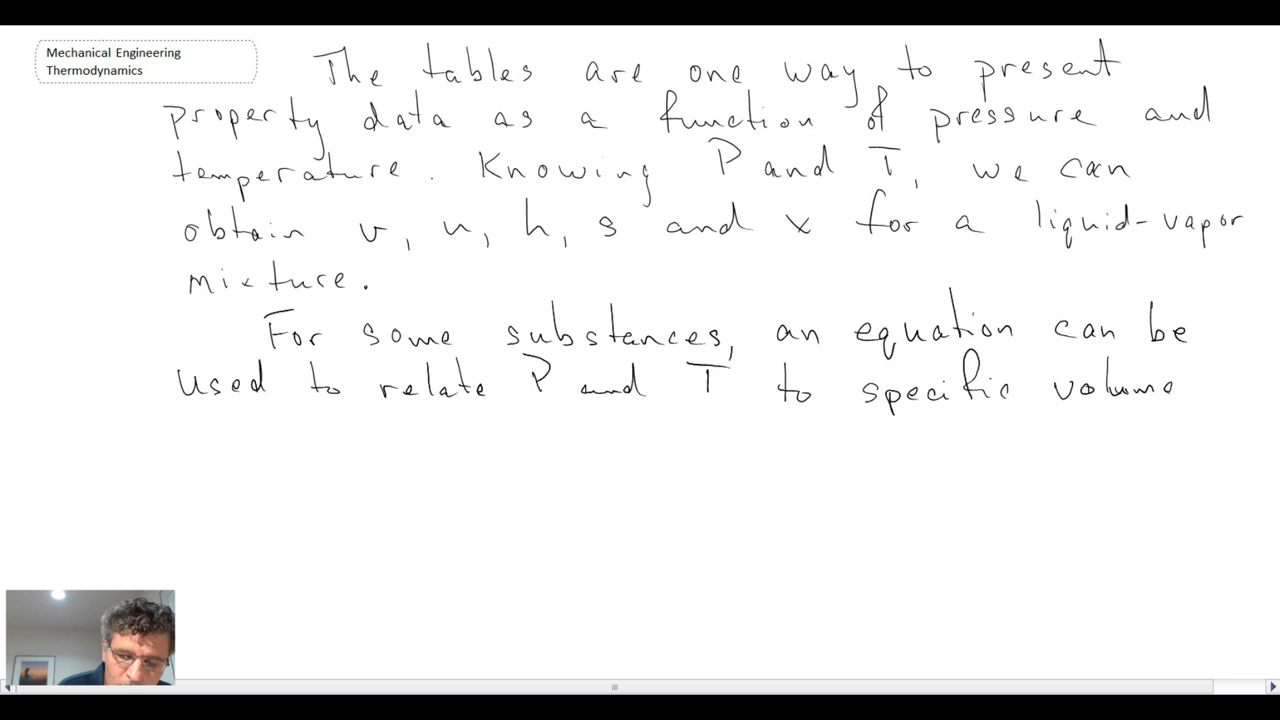 Mechanical Engineering
Thermodynamics
The tables are one way to present
property data as a function of pressure and
temperature. Knowing P and T, we can
obtain v, u, h, s and x for a liquid-vapor
mixture.
For some substances, an equation can be
used to relate P and T to specific volume